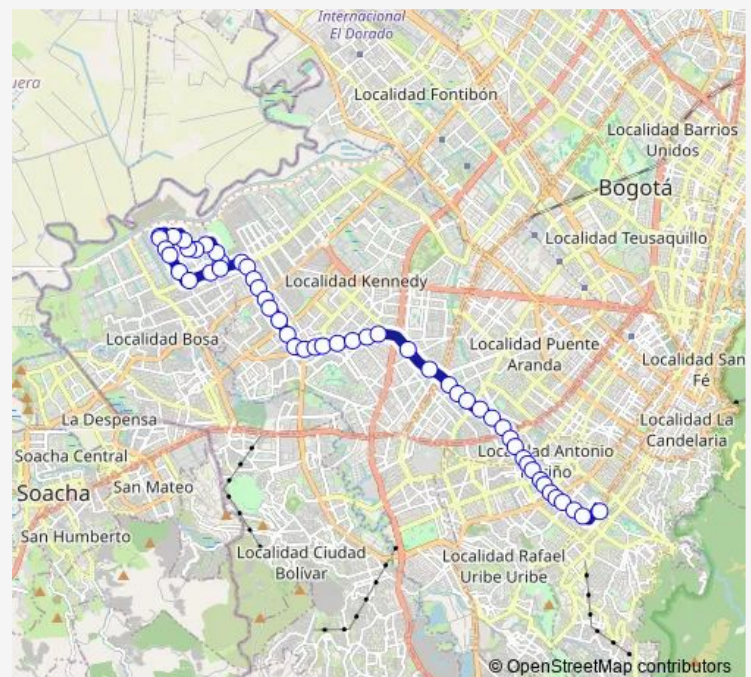 Internacional
El Dorado
uera
Localidad Fontibón
Localidad Barrios
Unidos
Bogotá
Localidad Teusaquillo
Localidad Kennedy
Localidad Bosa
Localidad Puente
Aranda
Localidad San
Fé
La Despensa
Localidad La
Candelaria
Soacha Central
Localidad Antonio
Soacha
San Mateo
San Humberto
Localidad Ciudad
Bolívar
Localidad Rafael
Uribe Uribe
© OpenStreetMap contributors